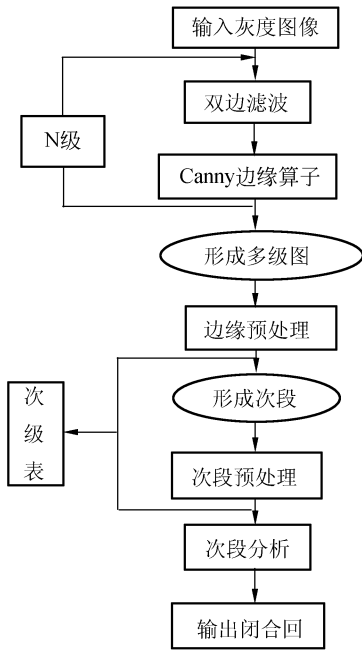 输入灰度图像
双边滤波
N级
Canny边缘算子
形成多级图
边缘预处理
形成次段
次
级
表
次段预处理
次段分析
输出闭合回